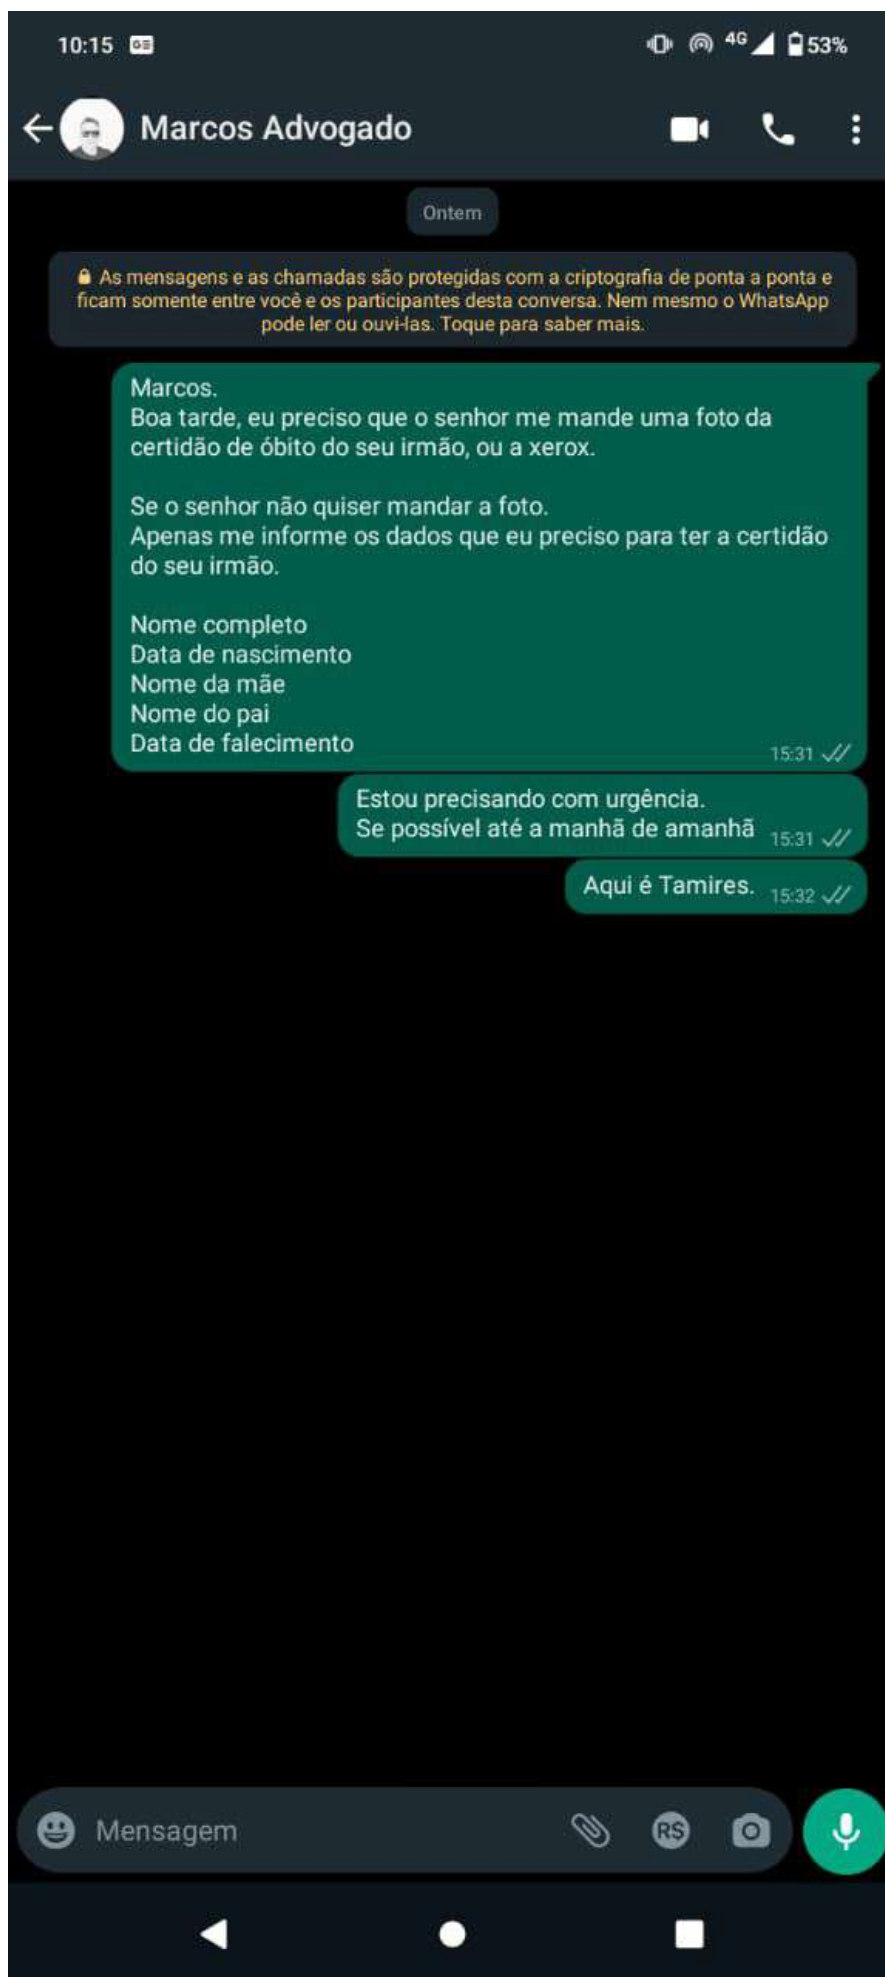 10:15 GE 4G 53%
Marcos Advogado
Ontem
As mensagens e as chamadas são protegidas com a criptografia de ponta a ponta e
ficam somente entre você e os participantes desta conversa. Nem mesmo o WhatsApp
pode ler ou ouvi-las. Toque para saber mais.
Marcos.
Boa tarde, eu preciso que o senhor me mande uma foto da
certidão de óbito do seu irmão, ou a xerox.
Se o senhor não quiser mandar a foto.
Apenas me informe os dados que eu preciso para ter a certidão
do seu irmão.
Nome completo
Data de nascimento
Nome da mãe
Nome do pai
Data de falecimento 15:31
Estou precisando com urgência.
Se possível até a manhã de amanhã 15:31
Aqui é Tamires. 15:32
Mensagem R$